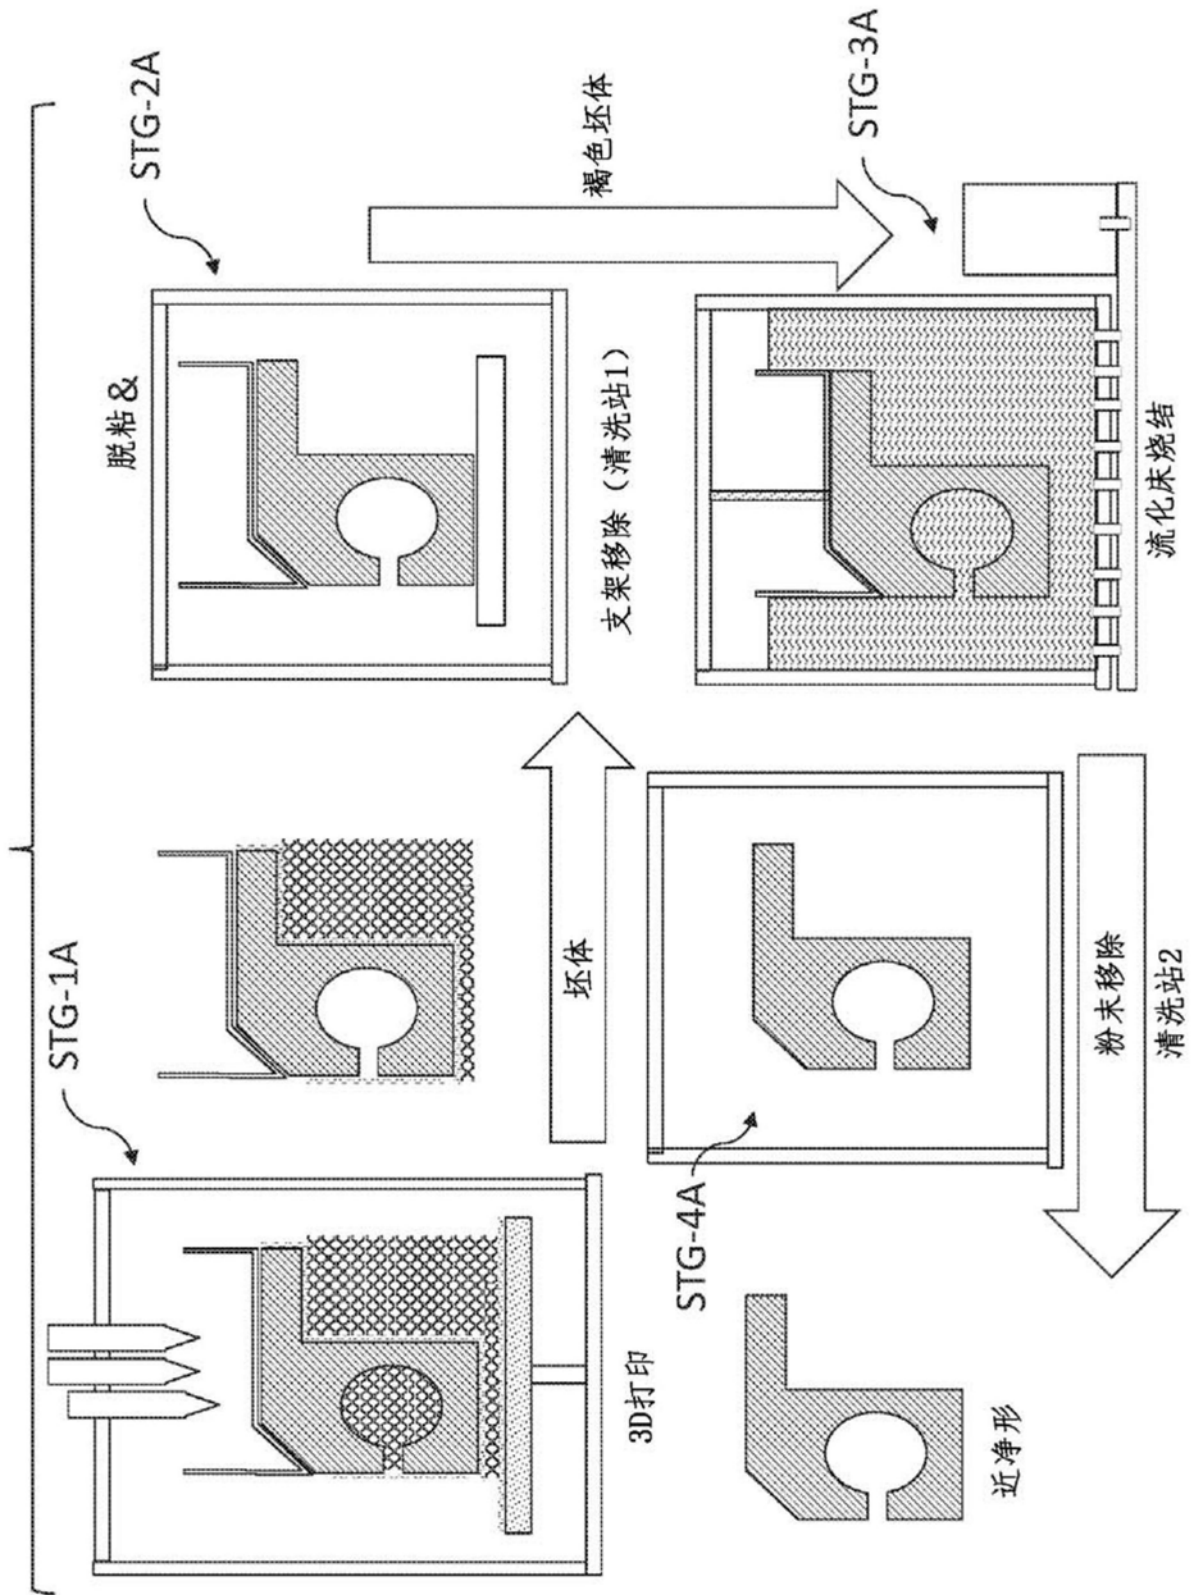 STG-1A
STG-2A
脱粘&
坯体
支架移除（清洗站1）
褐色坯体
3D打印
STG-4A
STG-3A
近净形
粉末移除
清洗站2
流化床烧结